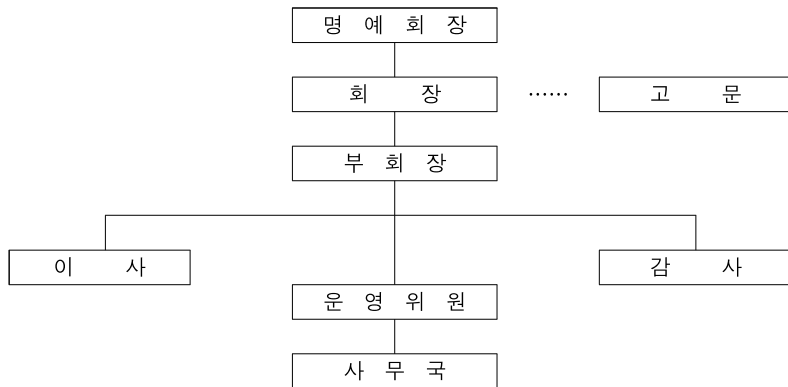 명 예 회 장
회 장 …… 고 문
부 회 장
이 사 감 사
운 영 위 원
사 무 국